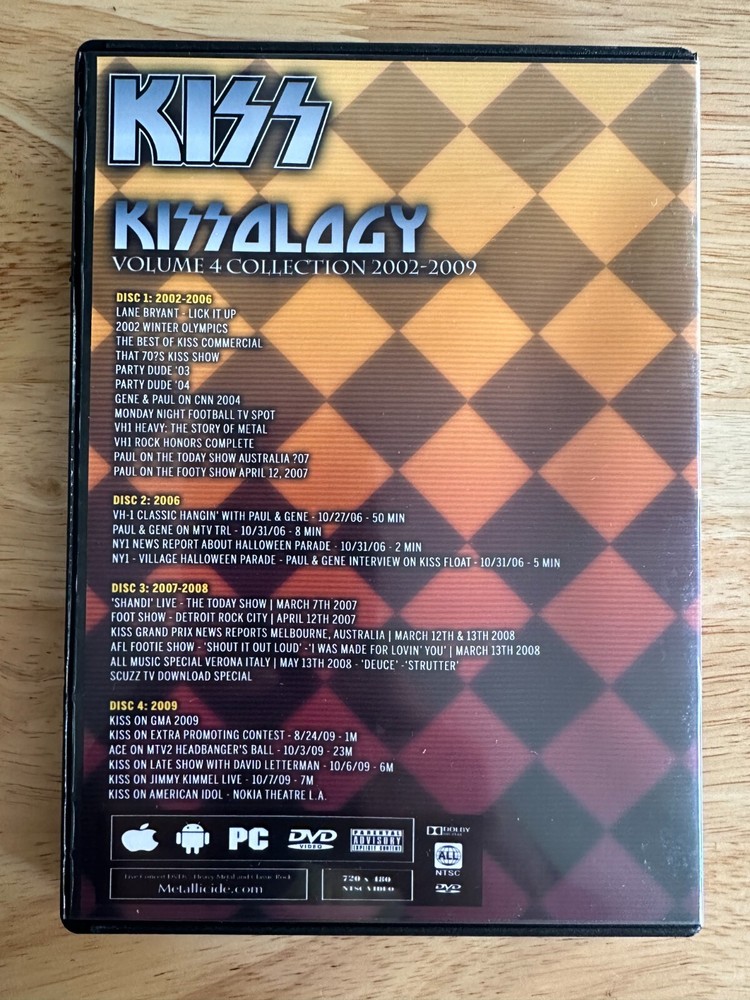 KISS
KISSOLOGY
VOLUME 4 COLLECTION 2002-2009
DISC 1: 2002-2006
LANE BRYANT - LICK IT UP
2002 WINTER OLYMPICS
THE BEST OF KISS COMMERCIAL
THAT 70?S KISS SHOW
PARTY DUDE '03
PARTY DUDE '04
GENE & PAUL ON CNN 2004
MONDAY NIGHT FOOTBALL TV SPOT
VH1 HEAVY: THE STORY OF METAL
VH1 ROCK HONORS COMPLETE
PAUL ON THE TODAY SHOW AUSTRALIA ?07
PAUL ON THE FOOTY SHOW APRIL 12, 2007
DISC 2: 2006
VH-1 CLASSIC HANGIN' WITH PAUL & GENE - 10/27/06 - 50 MIN
PAUL & GENE ON MTV TRL - 10/31/06 - 8 MIN
NY1 NEWS REPORT ABOUT HALLOWEEN PARADE - 10/31/06 - 2 MIN
NY1 - VILLAGE HALLOWEEN PARADE - PAUL & GENE INTERVIEW ON KISS FLOAT - 10/31/06 - 5 MIN
DISC 3: 2007-2008
'SHANDI' LIVE - THE TODAY SHOW | MARCH 7TH 2007
FOOT SHOW - DETROIT ROCK CITY | APRIL 12TH 2007
KISS GRAND PRIX NEWS REPORTS MELBOURNE, AUSTRALIA | MARCH 12TH & 13TH 2008
AFL FOOTIE SHOW - 'SHOUT IT OUT LOUD' -'I WAS MADE FOR LOVIN' YOU' | MARCH 13TH 2008
ALL MUSIC SPECIAL VERONA ITALY | MAY 13TH 2008 - 'DEUCE' -'STRUTTER'
SCUZZ TV DOWNLOAD SPECIAL
DISC 4: 2009
KISS ON GMA 2009
KISS ON EXTRA PROMOTING CONTEST - 8/24/09 - 1M
ACE ON MTV2 HEADBANGER'S BALL - 10/3/09 - 23M
KISS ON LATE SHOW WITH DAVID LETTERMAN - 10/6/09 - 6M
KISS ON JIMMY KIMMEL LIVE - 10/7/09 - 7M
KISS ON AMERICAN IDOL - NOKIA THEATRE L.A.
PC DVD VIDEO PARENTAL ADVISORY EXPLICIT CONTENT
DOLBY
ALL
NTSC
DVD
Live Concert DVD's - Heavy Metal and Classic Rock
Metallicide.com
720 x 480
NTSC VIDEO